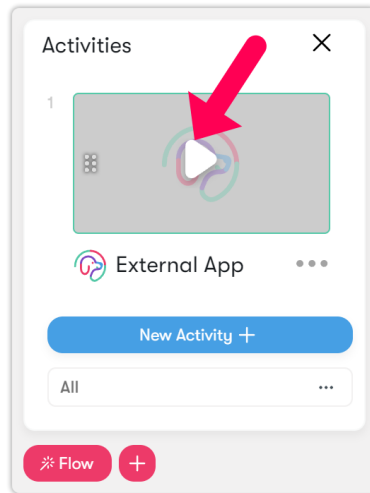 Activities
1
External App
New Activity +
All
Flow